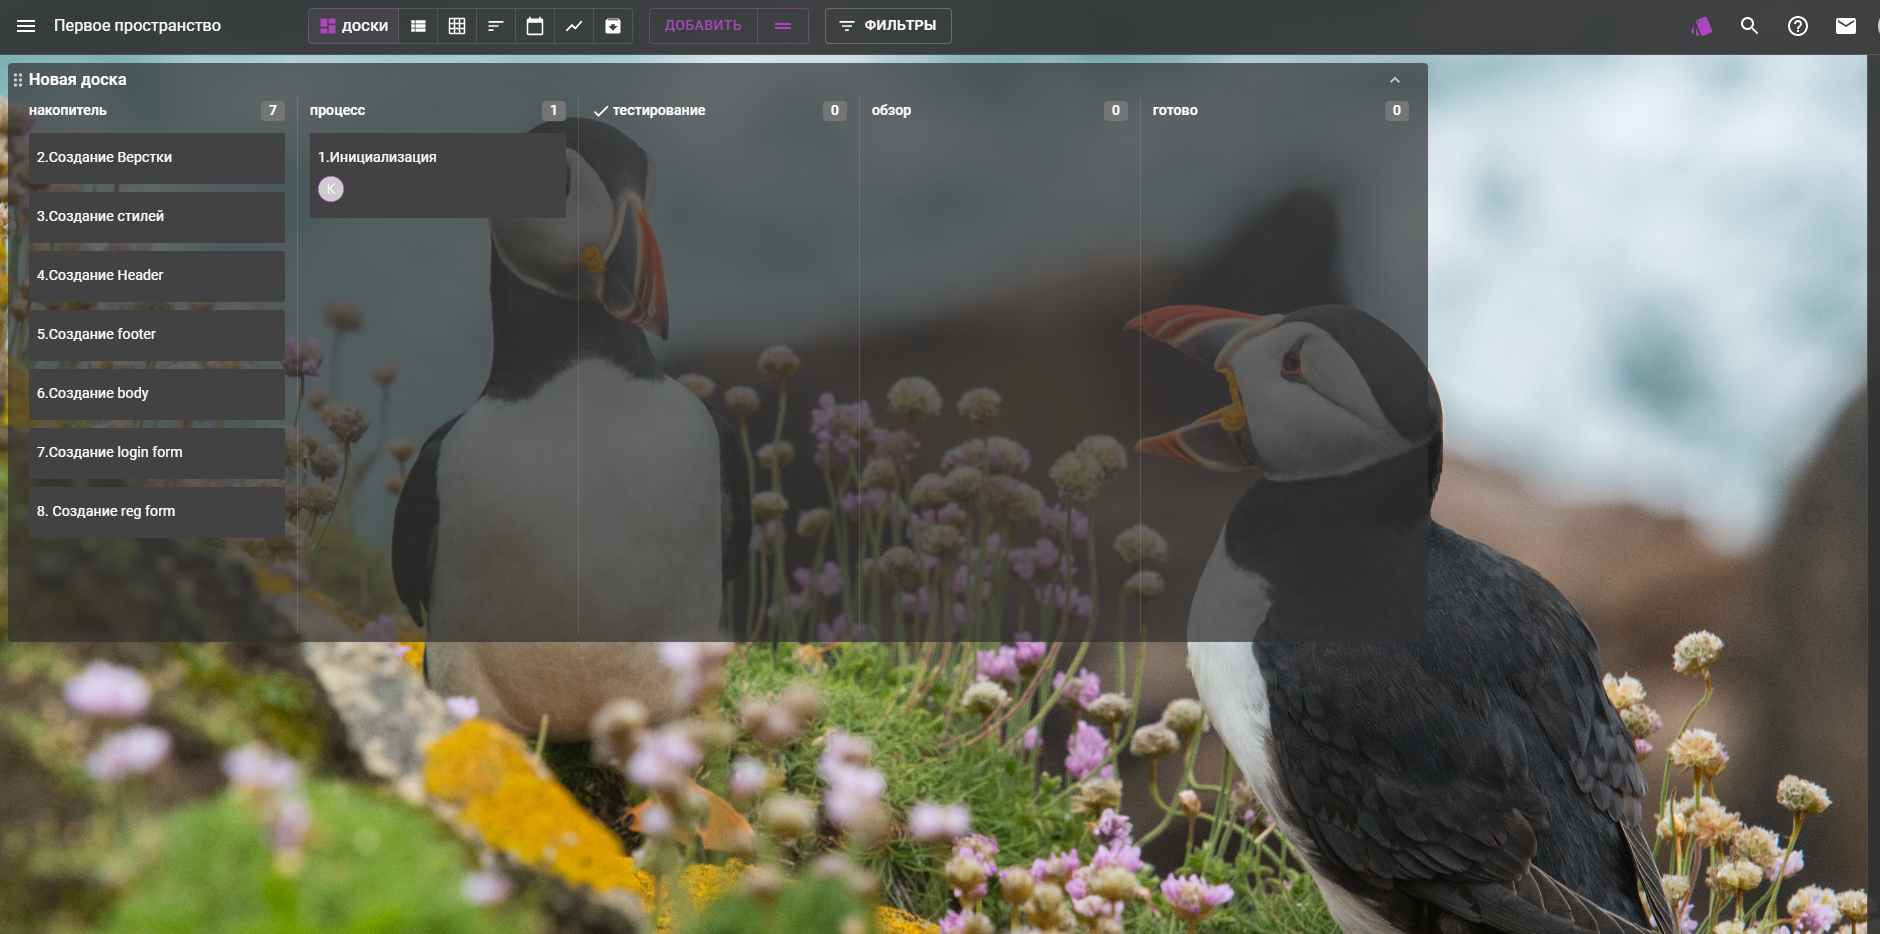 Первое пространство
ДОСКИ
ДОБАВИТЬ
ФИЛЬТРЫ
Новая доска
накопитель 7
процесс 1
тестирование 0
обзор 0
готово 0
2.Создание Верстки
3.Создание стилей
4.Создание Header
5.Создание footer
6.Создание body
7.Создание login form
8. Создание reg form
1.Инициализация
K